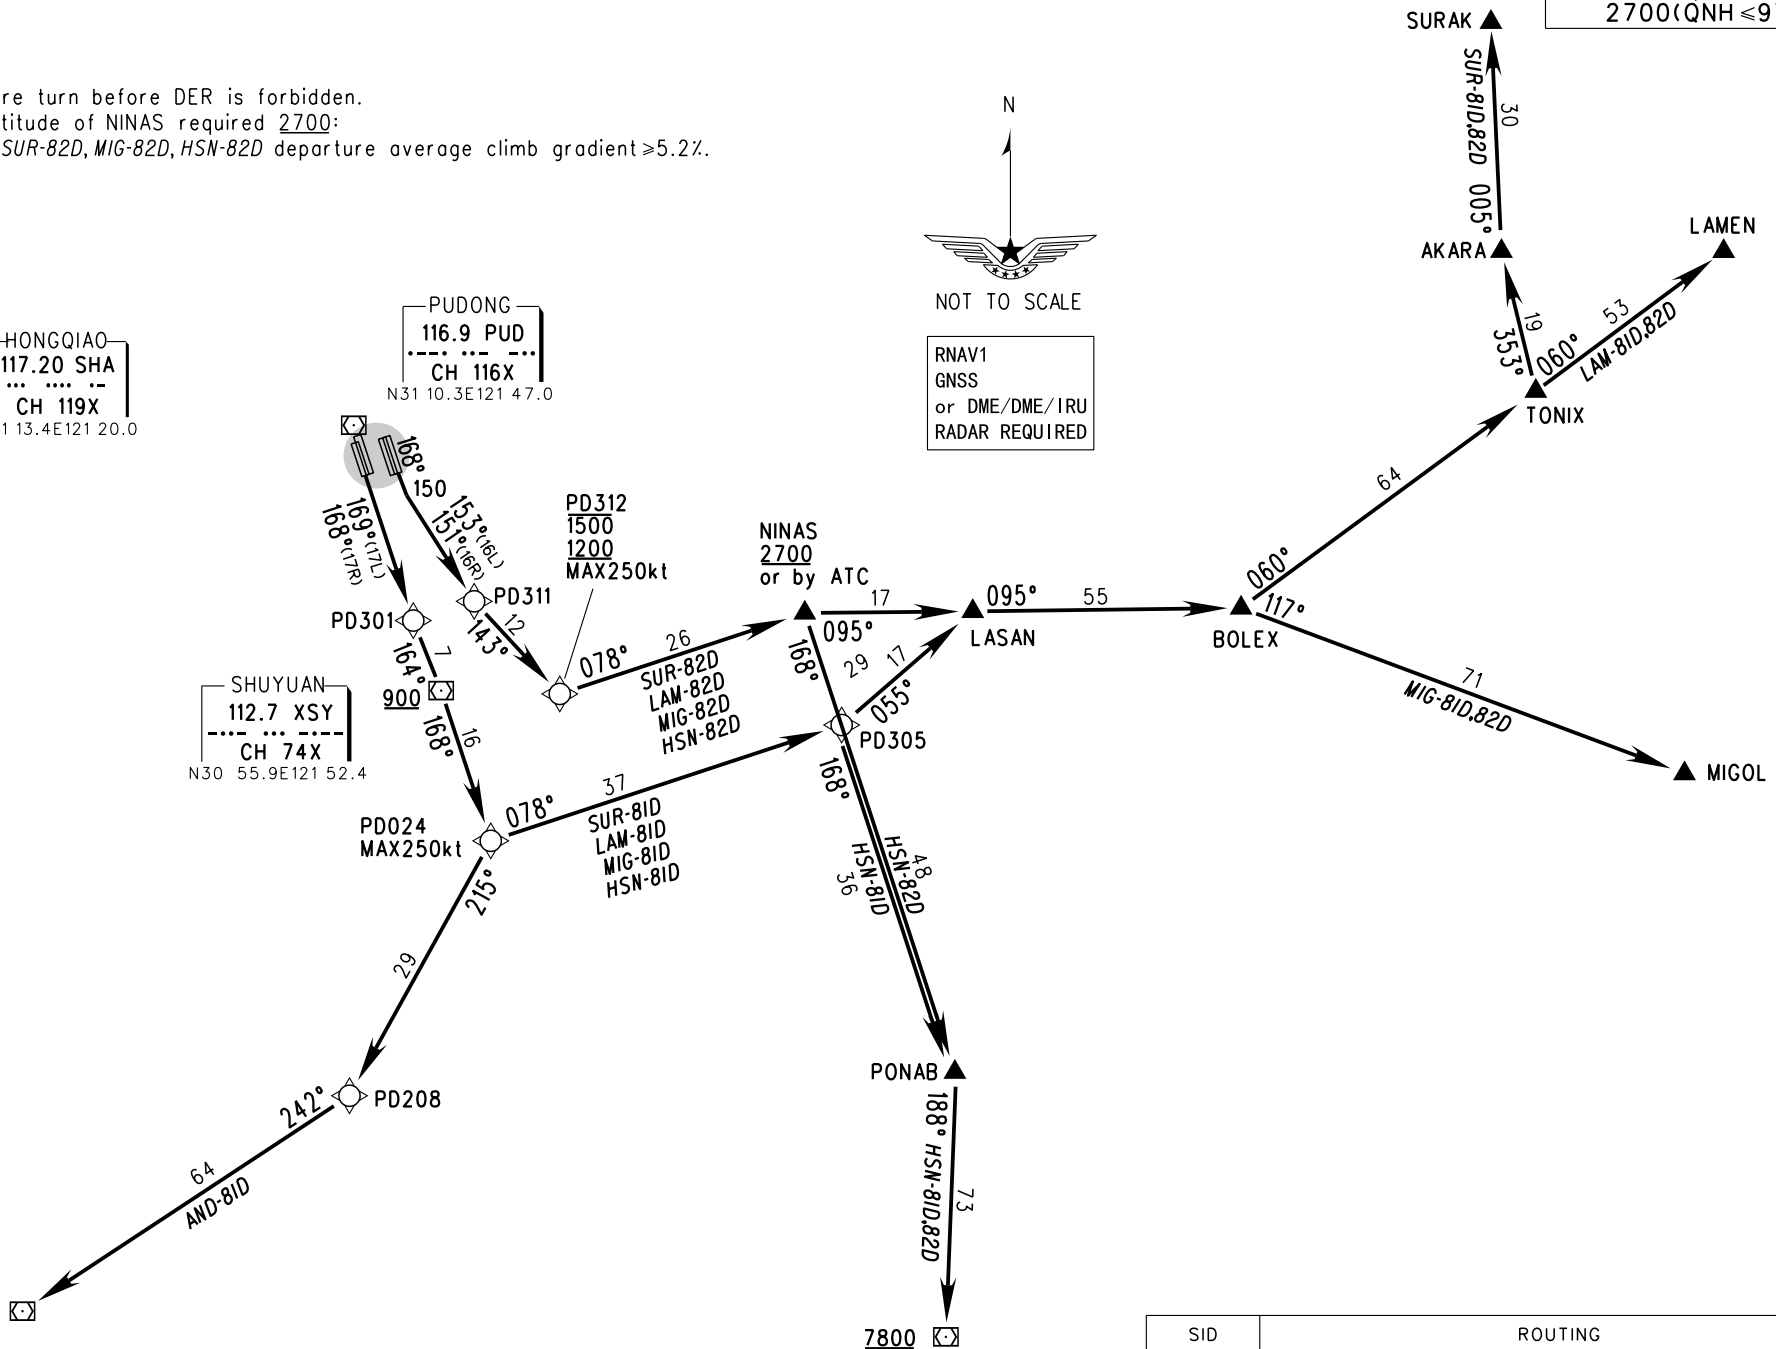 SURAK
2700(QNH ≤9
re turn before DER is forbidden.
titude of NINAS required 2700:
SUR-82D, MIG-82D, HSN-82D departure average climb gradient ≥5.2%.
N
NOT TO SCALE
RNAV1
GNSS
or DME/DME/IRU
RADAR REQUIRED
SUR-81D,82D 005°
30
AKARA
LAMEN
19
353°
060°
53
LAM-81D,82D
TONIX
HONGQIAO
117.20 SHA
CH 119X
1 13.4E121 20.0
PUDONG
116.9 PUD
CH 116X
N31 10.3E121 47.0
168°
150
169°(17L)
168°(17R)
153°(16L)
151°(16R)
PD312
1500
1200
MAX250kt
NINAS
2700
or by ATC
PD301
PD311
12
143°
7
164°
900
SHUYUAN
112.7 XSY
CH 74X
N30 55.9E121 52.4
16
168°
078°
26
SUR-82D
LAM-82D
MIG-82D
HSN-82D
17
095°
168°
29
17
055°
LASAN
095°
55
BOLEX
060°
64
117°
71
MIG-81D,82D
MIGOL
PD305
168°
PD024
MAX250kt
078°
37
SUR-81D
LAM-81D
MIG-81D
HSN-81D
HSN-81D
36
HSN-82D
48
215°
29
PD208
242°
64
AND-81D
PONAB
188° HSN-81D,82D
73
7800
SID
ROUTING